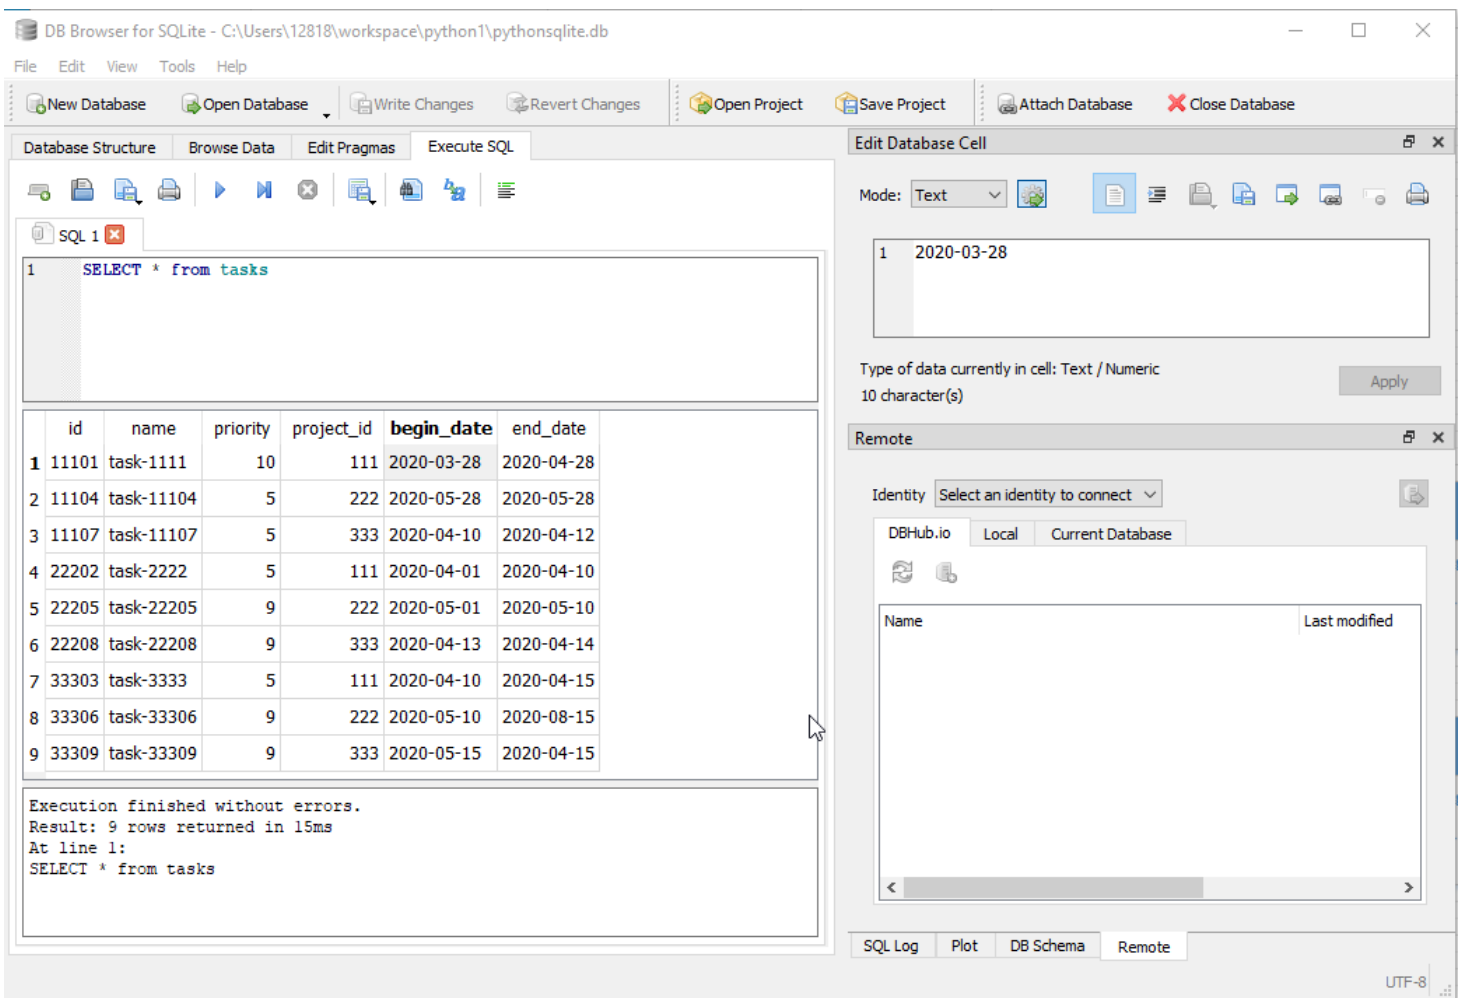 DB Browser for SQLite - C:\Users\12818\workspace\python1\pythonsqlite.db
File Edit View Tools Help
New Database Open Database Write Changes Revert Changes Open Project Save Project Attach Database Close Database
Database Structure Browse Data Edit Pragmas Execute SQL
SQL 1
1 SELECT * from tasks
id name priority project_id begin_date end_date
1 11101 task-1111 10 111 2020-03-28 2020-04-28
2 11104 task-11104 5 222 2020-05-28 2020-05-28
3 11107 task-11107 5 333 2020-04-10 2020-04-12
4 22202 task-2222 5 111 2020-04-01 2020-04-10
5 22205 task-22205 9 222 2020-05-01 2020-05-10
6 22208 task-22208 9 333 2020-04-13 2020-04-14
7 33303 task-3333 5 111 2020-04-10 2020-04-15
8 33306 task-33306 9 222 2020-05-10 2020-08-15
9 33309 task-33309 9 333 2020-05-15 2020-04-15
Execution finished without errors.
Result: 9 rows returned in 15ms
At line 1:
SELECT * from tasks
Edit Database Cell
Mode: Text
1 2020-03-28
Type of data currently in cell: Text / Numeric
10 character(s)
Apply
Remote
Identity Select an identity to connect
DBHub.io Local Current Database
Name Last modified
SQL Log Plot DB Schema Remote
UTF-8